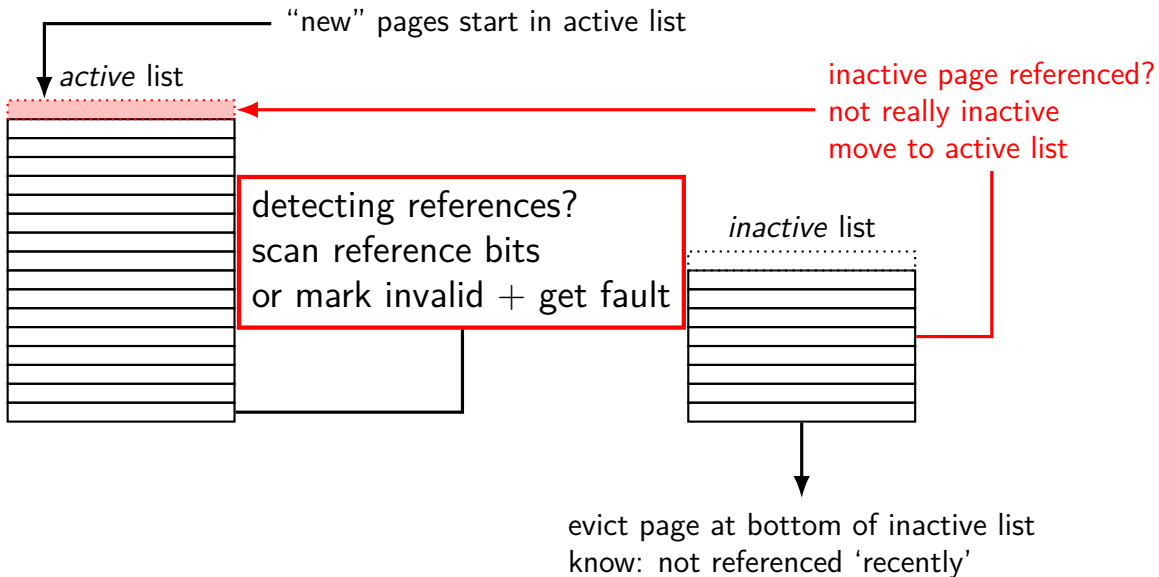 “new” pages start in active list
active list
inactive page referenced?
not really inactive
move to active list
detecting references?
scan reference bits
or mark invalid + get fault
inactive list
evict page at bottom of inactive list
know: not referenced ‘recently’